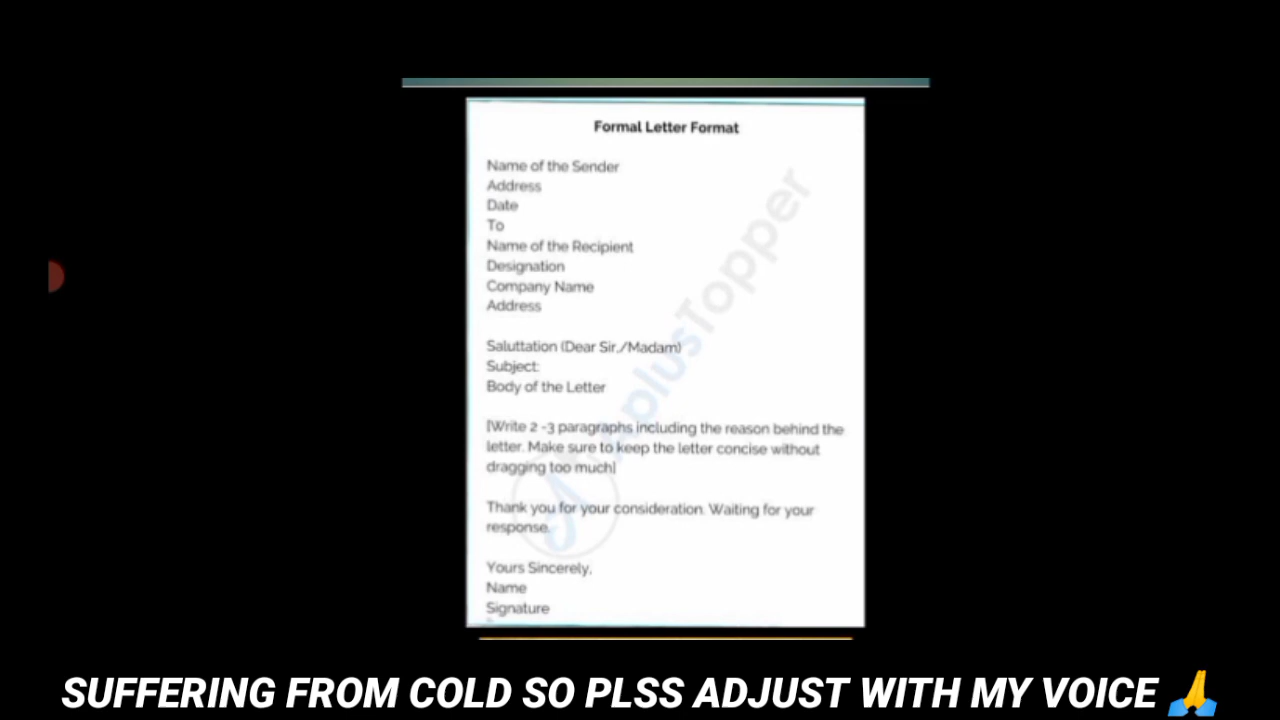 Formal Letter Format
Name of the Sender
Address
Date
To
Name of the Recipient
Designation
Company Name
Address
Saluttation (Dear Sir,/Madam)
Subject:
Body of the Letter
[Write 2 -3 paragraphs including the reason behind the
letter. Make sure to keep the letter concise without
dragging too much]
Thank you for your consideration. Waiting for your
response.
Yours Sincerely,
Name
Signature
AplusTopper
SUFFERING FROM COLD SO PLSS ADJUST WITH MY VOICE 🙏